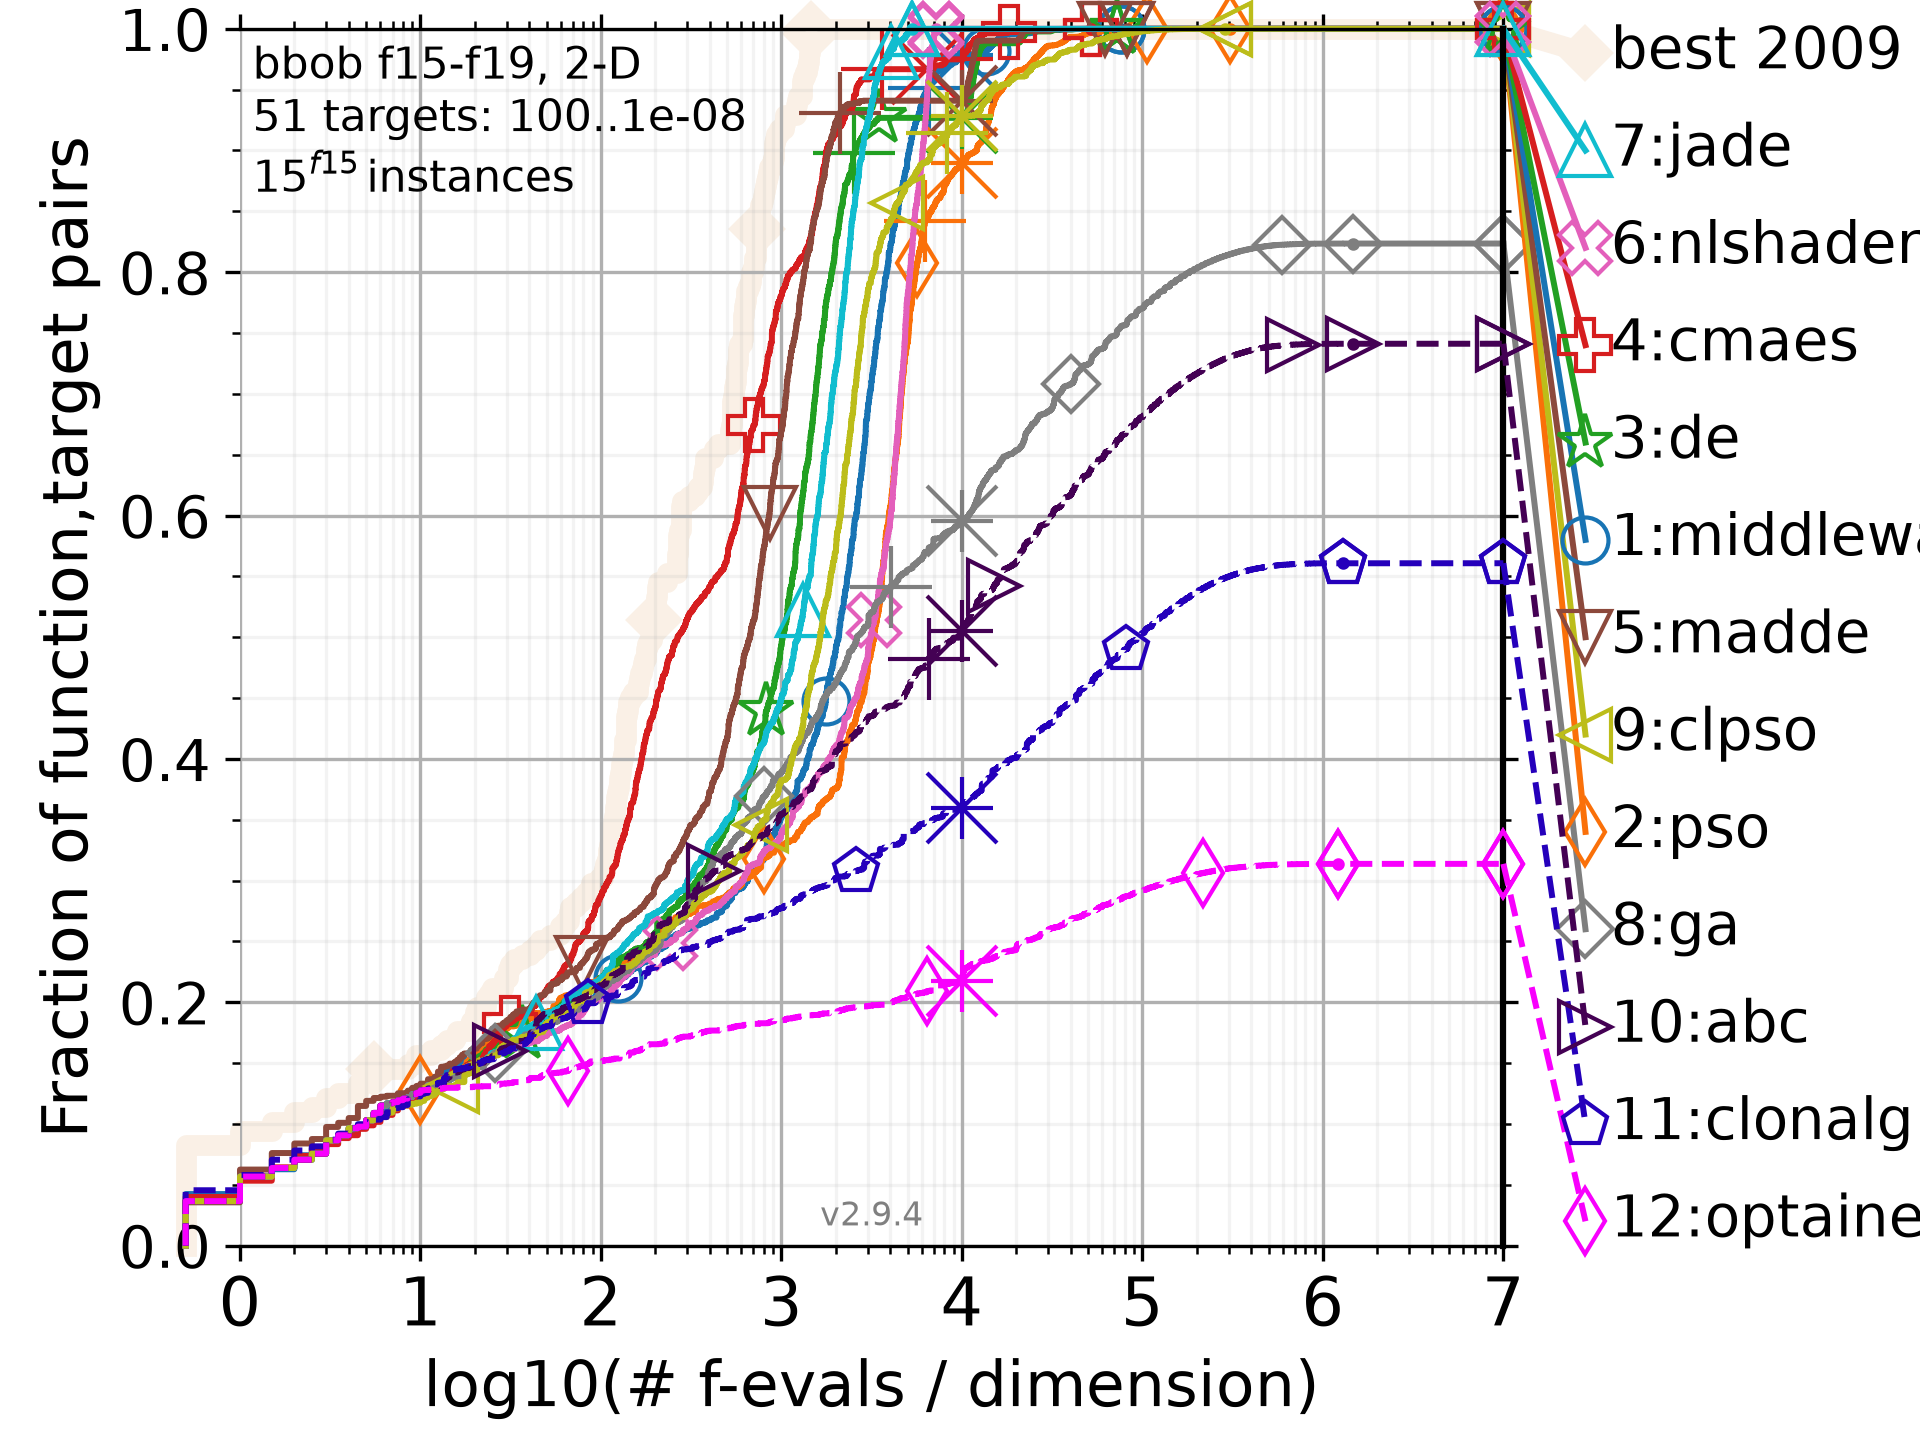 1.0
0.8
0.6
0.4
0.2
0.0
Fraction of function,target pairs
bbob f15-f19, 2-D
51 targets: 100..1e-08
15f15 instances
v2.9.4
0 1 2 3 4 5 6 7
log10(# f-evals / dimension)
best 2009
7:jade
6:nlshader
4:cmaes
3:de
1:middlewa
5:madde
9:clpso
2:pso
8:ga
10:abc
11:clonalg
12:optaine